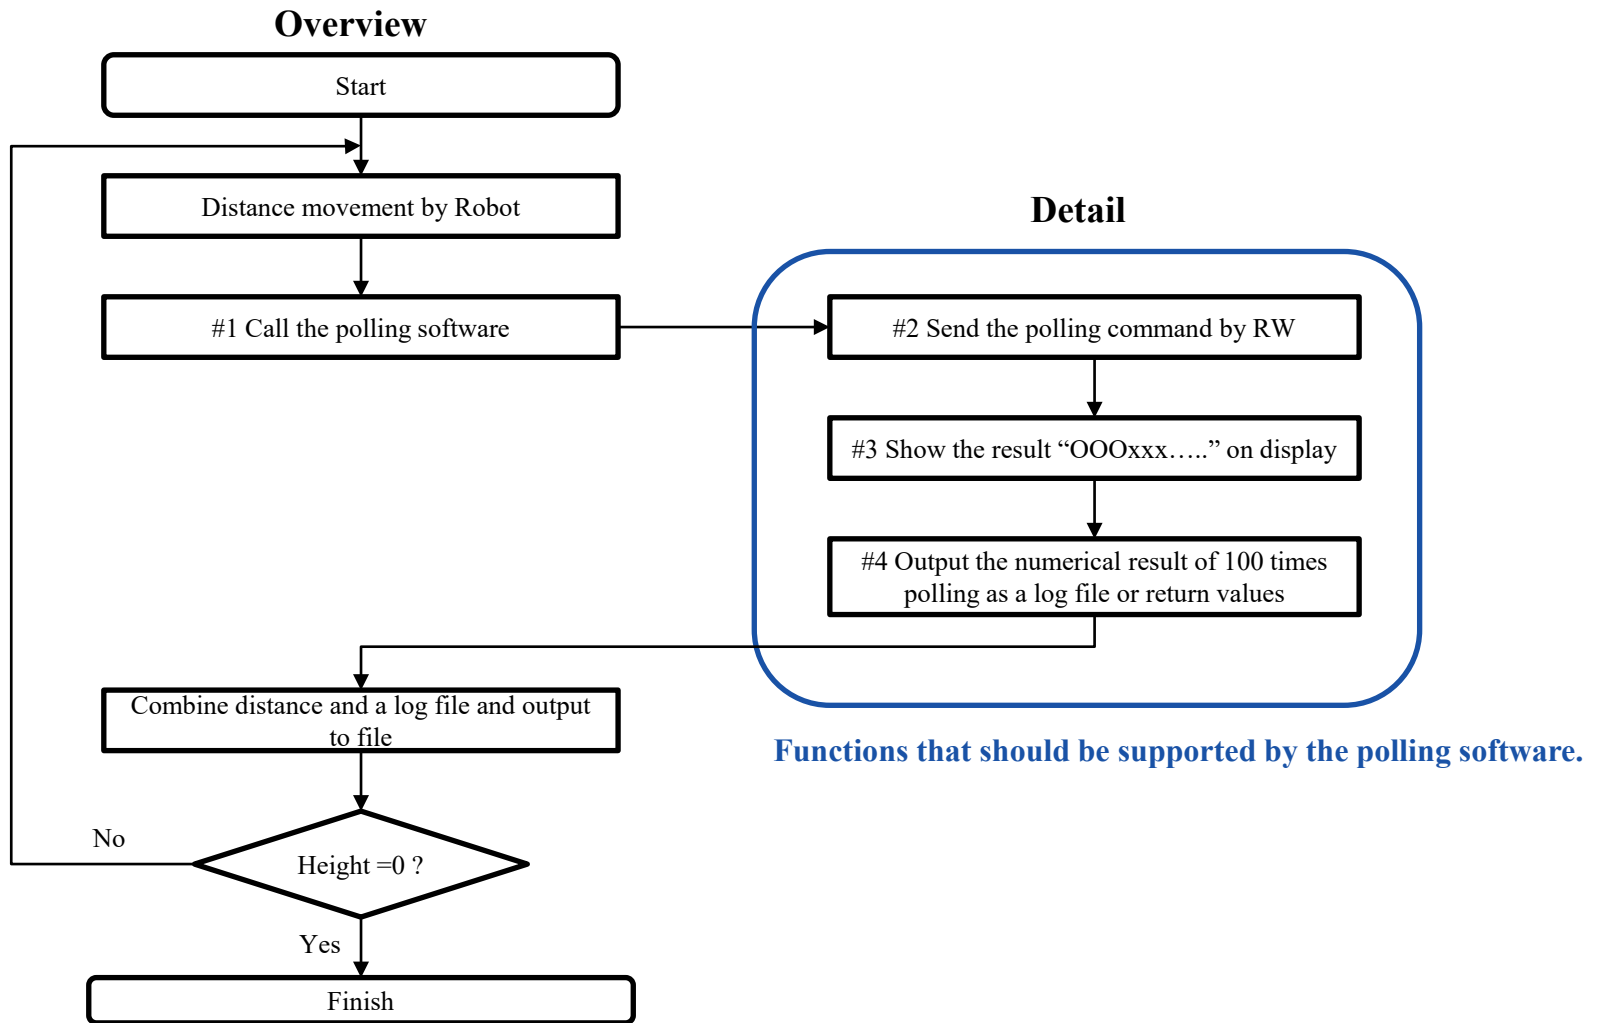 Overview
Start
Distance movement by Robot
#1 Call the polling software
Detail
#2 Send the polling command by RW
#3 Show the result “OOOxxx…..” on display
#4 Output the numerical result of 100 times
polling as a log file or return values
Functions that should be supported by the polling software.
Combine distance and a log file and output
to file
Height =0 ?
No
Yes
Finish